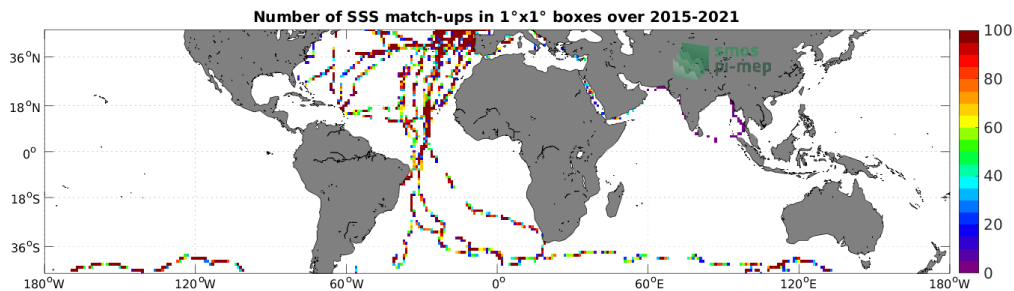 Number of SSS match-ups in 1°x1° boxes over 2015-2021
36°N
18°N
0°
18°S
36°S
180°W 120°W 60°W 0° 60°E 120°E 180°W
smos
pi-mep
100
80
60
40
20
0